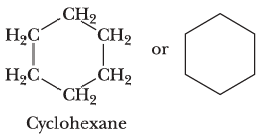 CH₂
H₂C CH₂ or
H₂C CH₂
CH₂
Cyclohexane